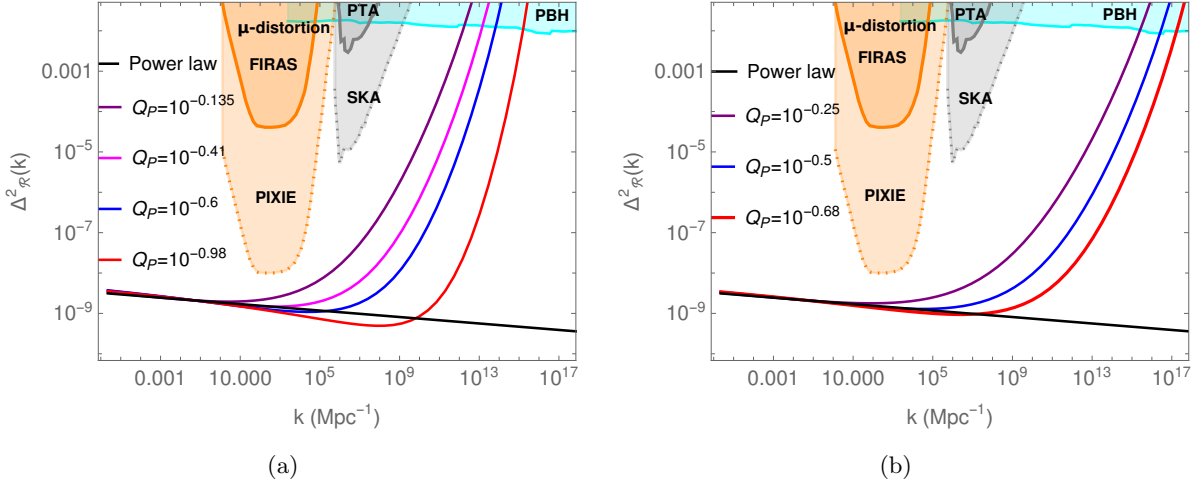 PTA
PBH
μ-distortion
Power law
FIRAS
Q_P=10^-0.135
SKA
Q_P=10^-0.41
PIXIE
Q_P=10^-0.6
Q_P=10^-0.98
Δ²_ℛ(k)
0.001
10^-5
10^-7
10^-9
0.001 10.000 10^5 10^9 10^13 10^17
k (Mpc^-1)
(a)
PTA
PBH
μ-distortion
Power law
FIRAS
Q_P=10^-0.25
SKA
Q_P=10^-0.5
PIXIE
Q_P=10^-0.68
Δ²_ℛ(k)
0.001
10^-5
10^-7
10^-9
0.001 10.000 10^5 10^9 10^13 10^17
k (Mpc^-1)
(b)